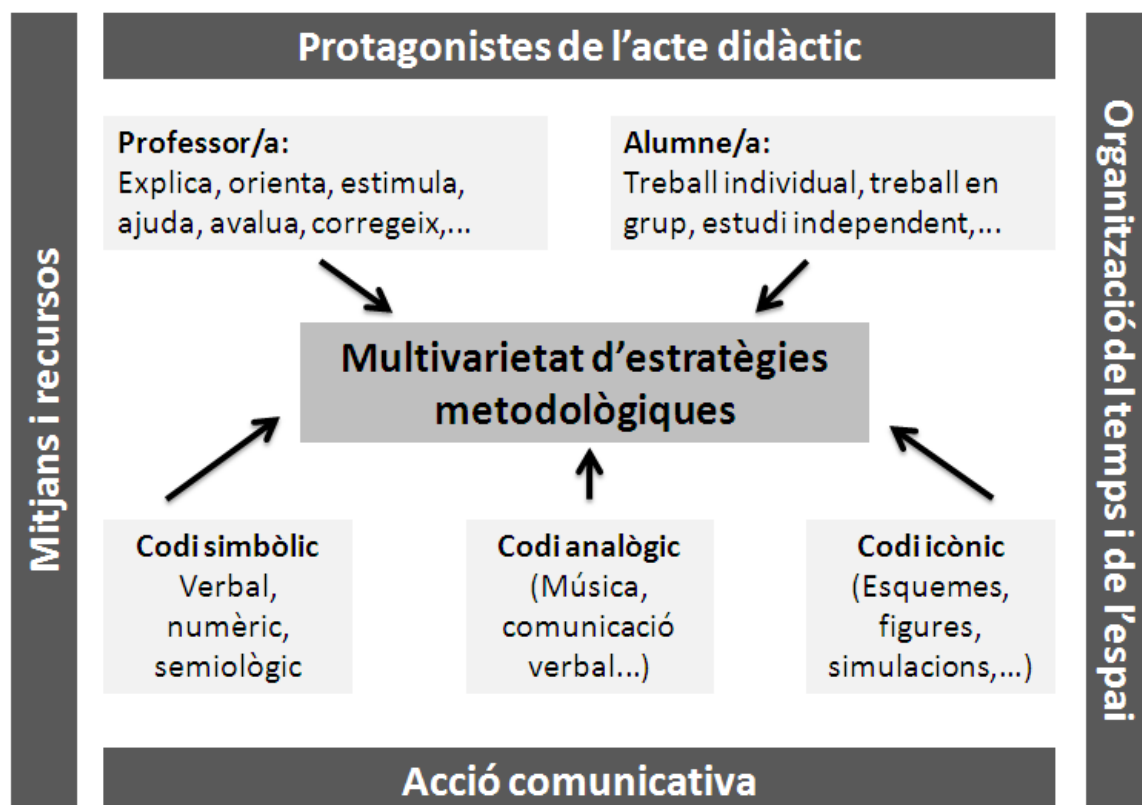 Protagonistes de l’acte didàctic
Mitjans i recursos
Professor/a:
Explica, orienta, estimula,
ajuda, avalua, corregeix,...
Alumne/a:
Treball individual, treball en
grup, estudi independent,...
Multivarietat d’estratègies
metodològiques
Codi simbòlic
Verbal,
numèric,
semiològic
Codi analògic
(Música,
comunicació
verbal...)
Codi icònic
(Esquemes,
figures,
simulacions,...)
Acció comunicativa
Organització del temps i de l’espai